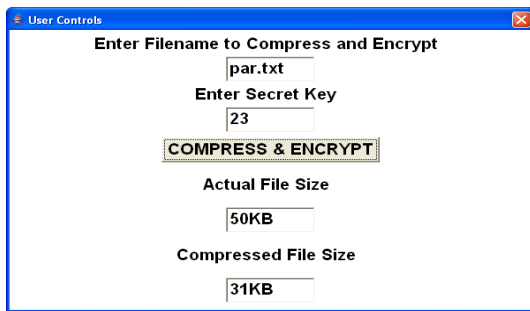 User Controls
Enter Filename to Compress and Encrypt
par.txt
Enter Secret Key
23
COMPRESS & ENCRYPT
Actual File Size
50KB
Compressed File Size
31KB